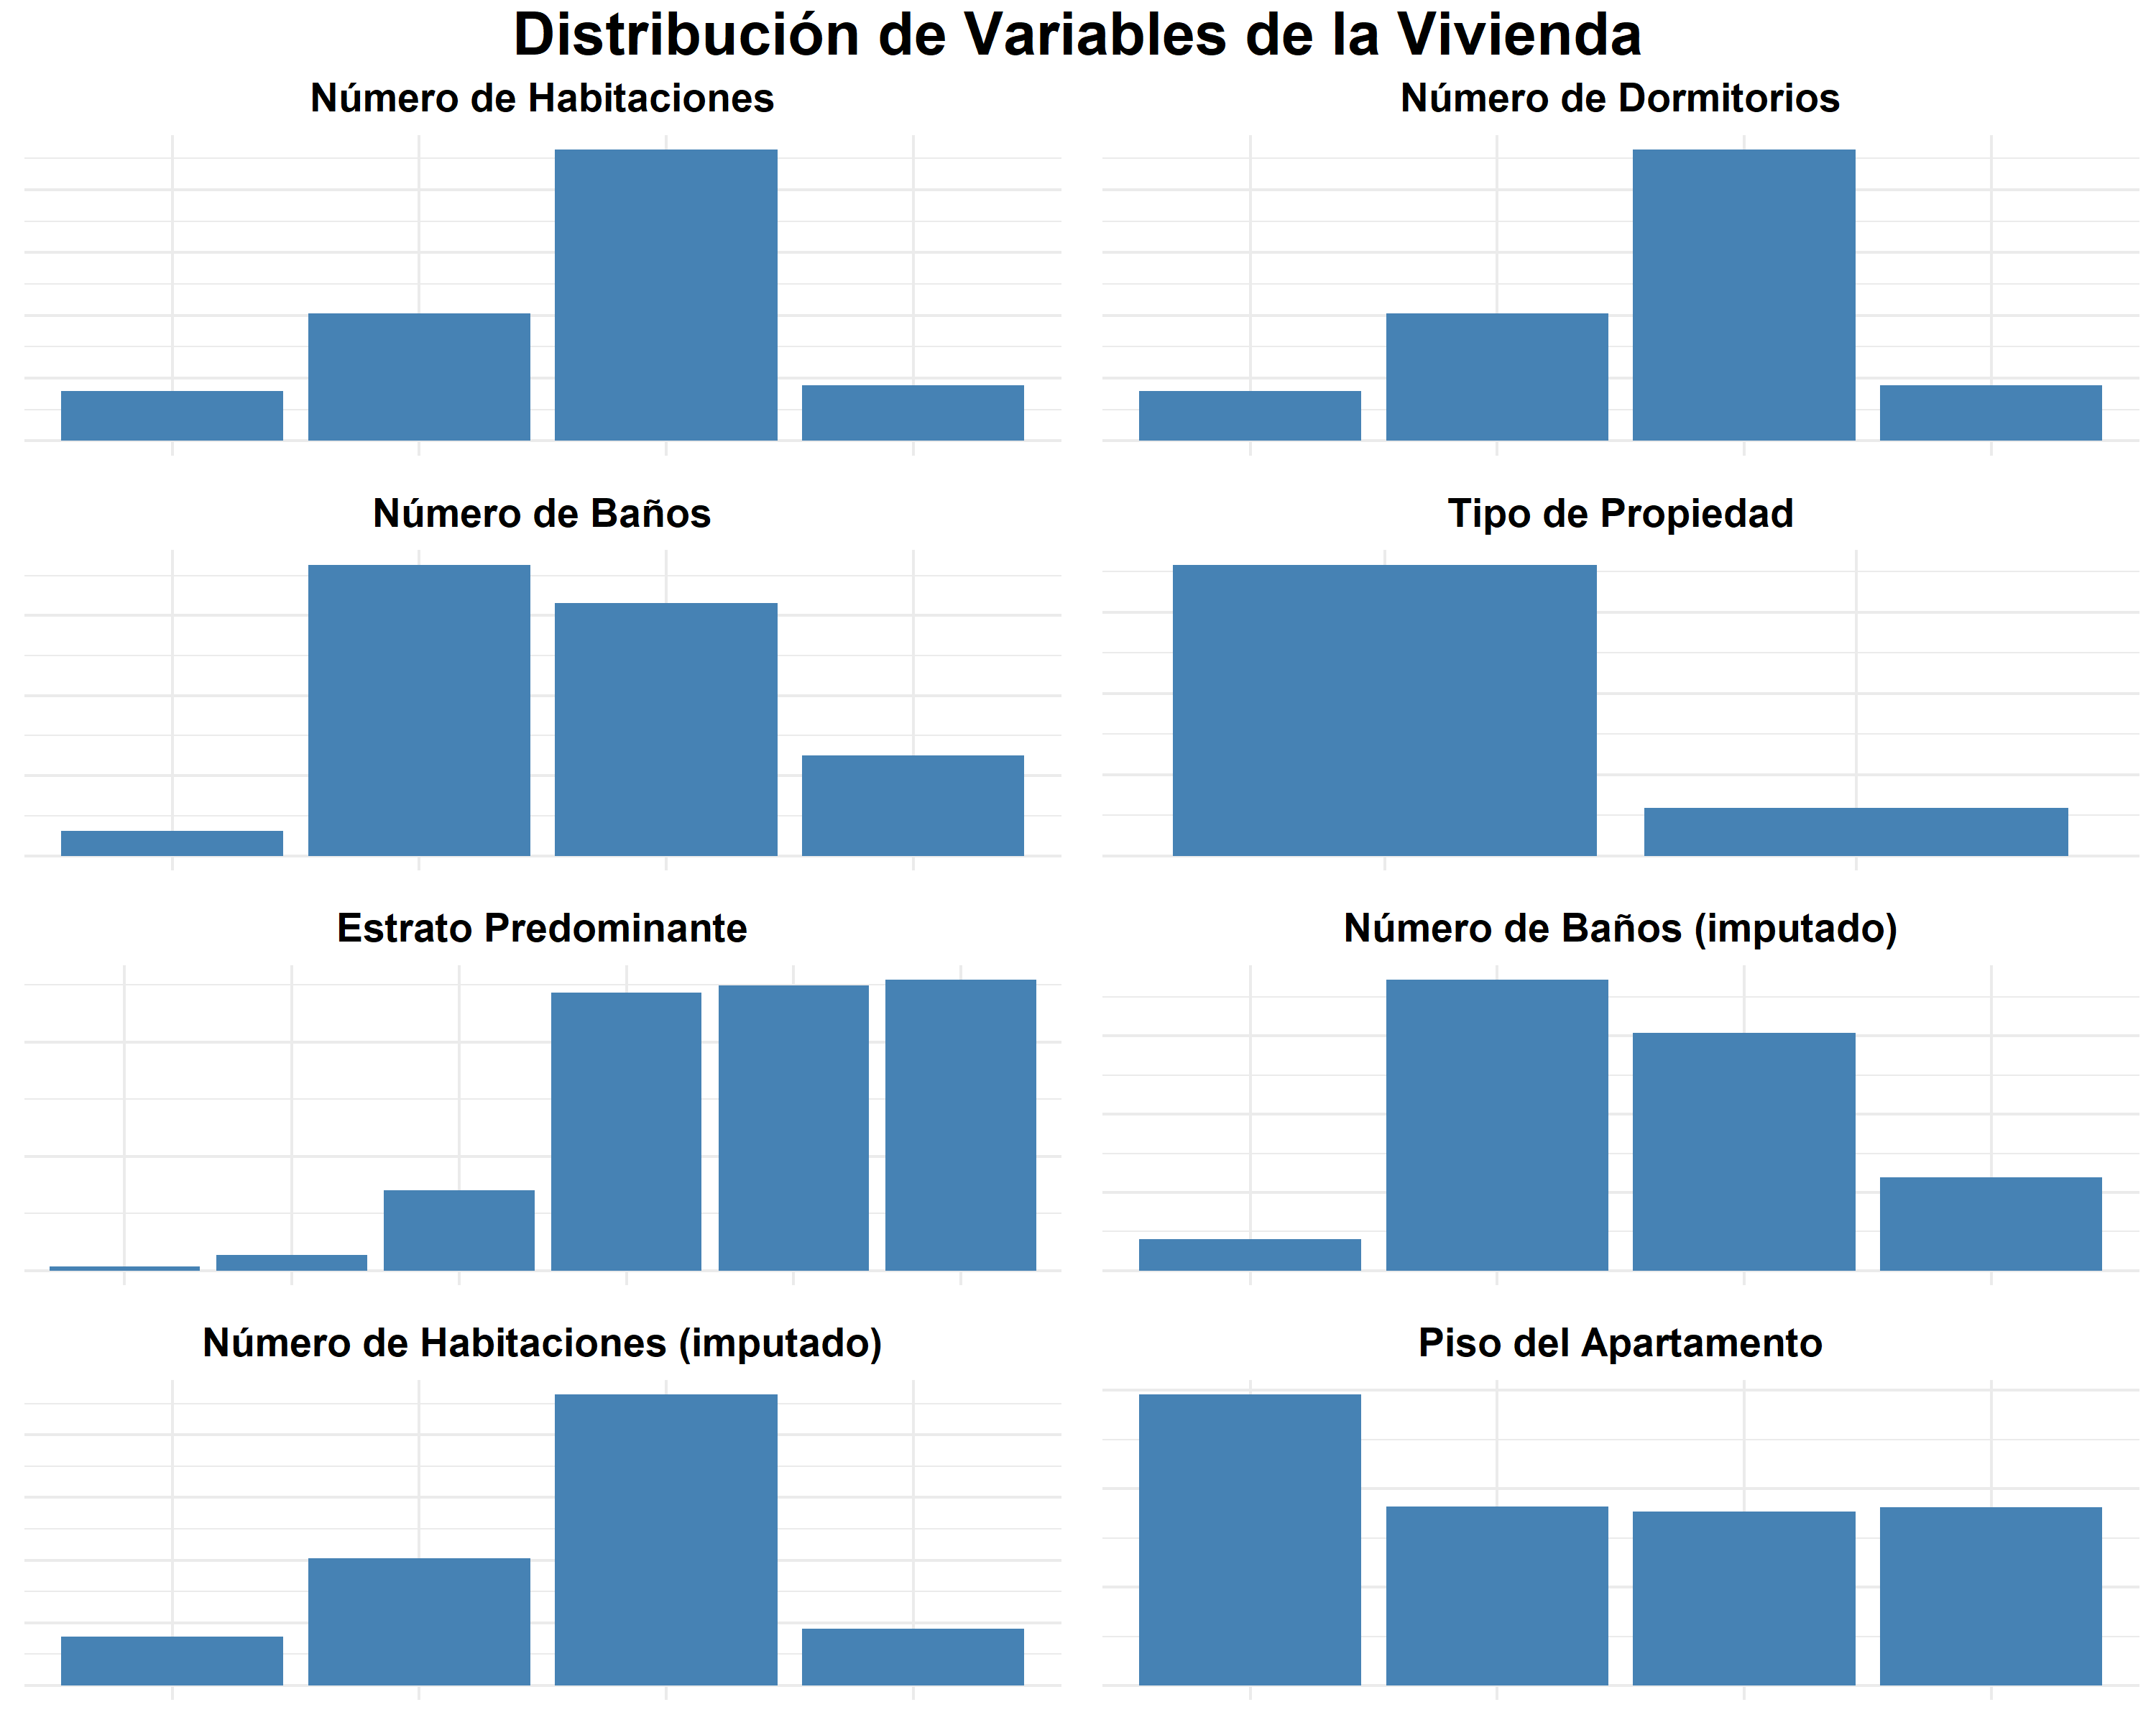 Distribución de Variables de la Vivienda
Número de Habitaciones
Número de Dormitorios
Número de Baños
Tipo de Propiedad
Estrato Predominante
Número de Baños (imputado)
Número de Habitaciones (imputado)
Piso del Apartamento